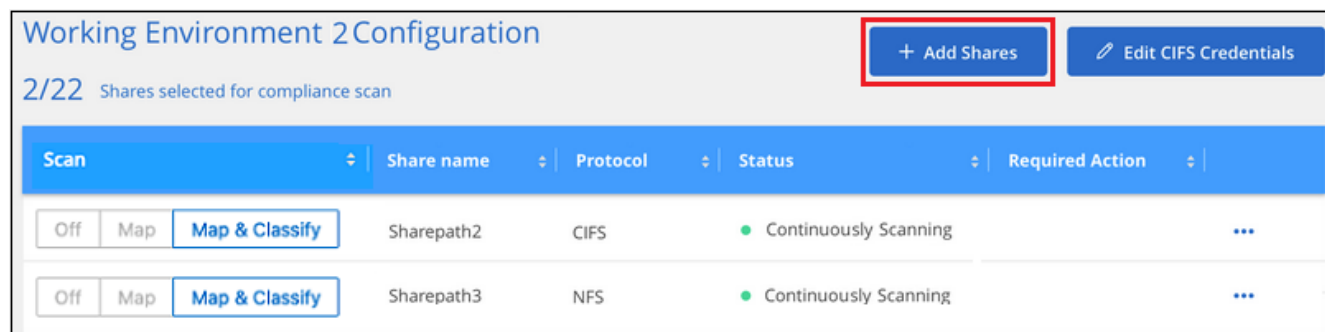 Working Environment 2 Configuration
+ Add Shares
Edit CIFS Credentials
2/22 Shares selected for compliance scan
Scan Share name Protocol Status Required Action
Off Map Map & Classify Sharepath2 CIFS Continuously Scanning ...
Off Map Map & Classify Sharepath3 NFS Continuously Scanning ...